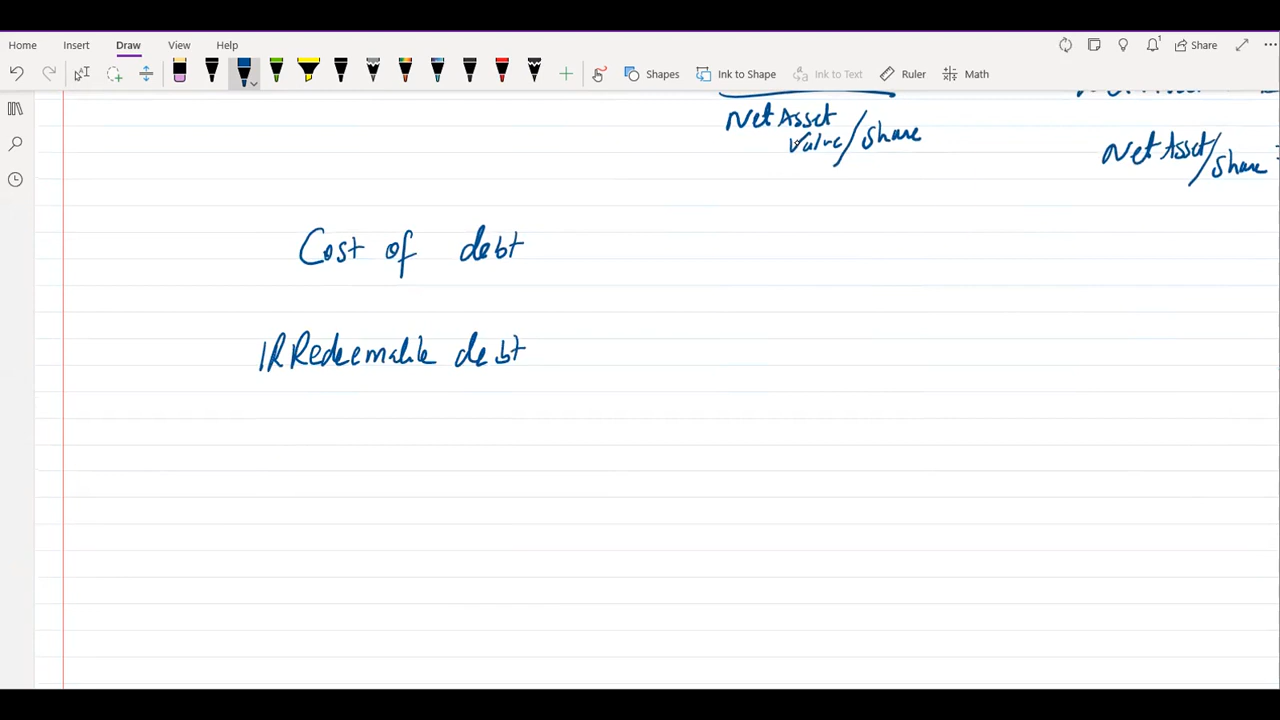 Home Insert Draw View Help Share
Shapes Ink to Shape Ink to Text Ruler Math
Net Asset
Value/Share
Net Asset/Share
Cost of debt
IRRedeemable debt